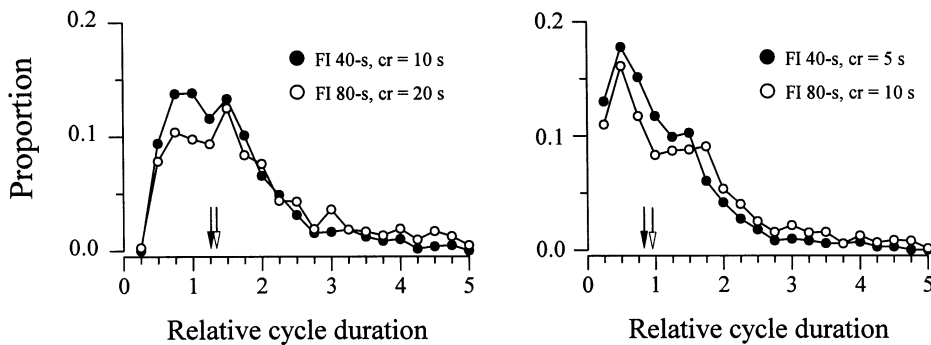 0.2
FI 40-s, cr = 10 s
FI 80-s, cr = 20 s
0.1
Proportion
0.0
0 1 2 3 4 5
Relative cycle duration
0.2
FI 40-s, cr = 5 s
FI 80-s, cr = 10 s
0.1
0.0
0 1 2 3 4 5
Relative cycle duration